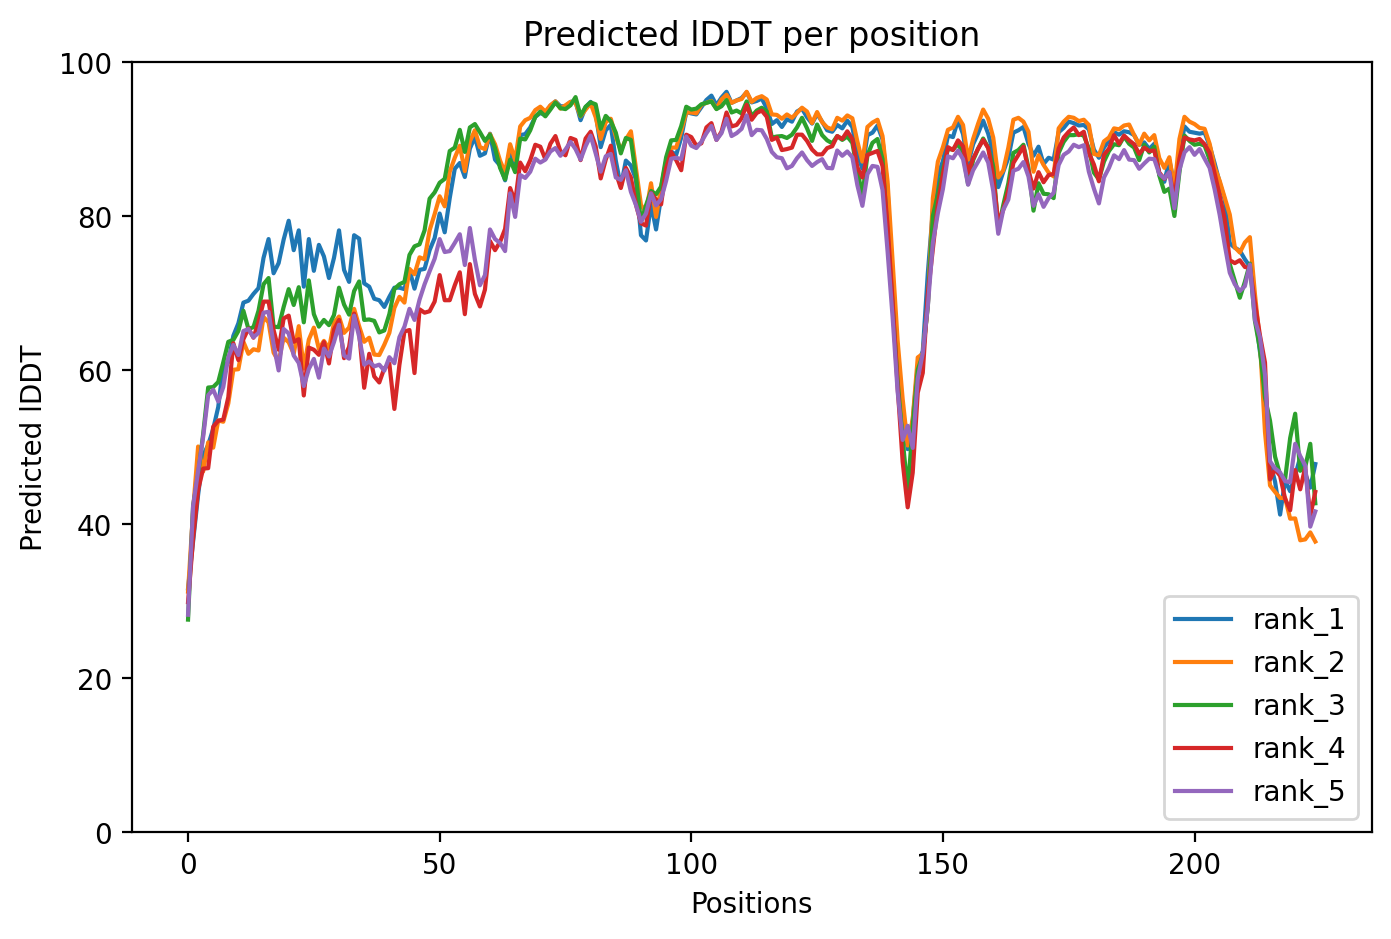 Predicted lDDT per position
100
80
60
40
20
0
Predicted lDDT
0 50 100 150 200
Positions
rank_1
rank_2
rank_3
rank_4
rank_5